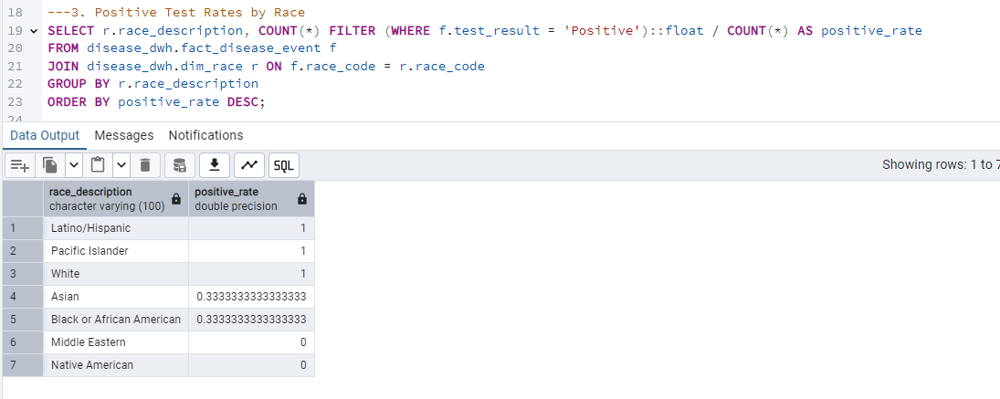 18 ---3. Positive Test Rates by Race
19 SELECT r.race_description, COUNT(*) FILTER (WHERE f.test_result = 'Positive')::float / COUNT(*) AS positive_rate
20 FROM disease_dwh.fact_disease_event f
21 JOIN disease_dwh.dim_race r ON f.race_code = r.race_code
22 GROUP BY r.race_description
23 ORDER BY positive_rate DESC;
24
Data Output Messages Notifications
SQL Showing rows: 1 to 7
race_description positive_rate
character varying (100) double precision
1 Latino/Hispanic 1
2 Pacific Islander 1
3 White 1
4 Asian 0.3333333333333333
5 Black or African American 0.3333333333333333
6 Middle Eastern 0
7 Native American 0